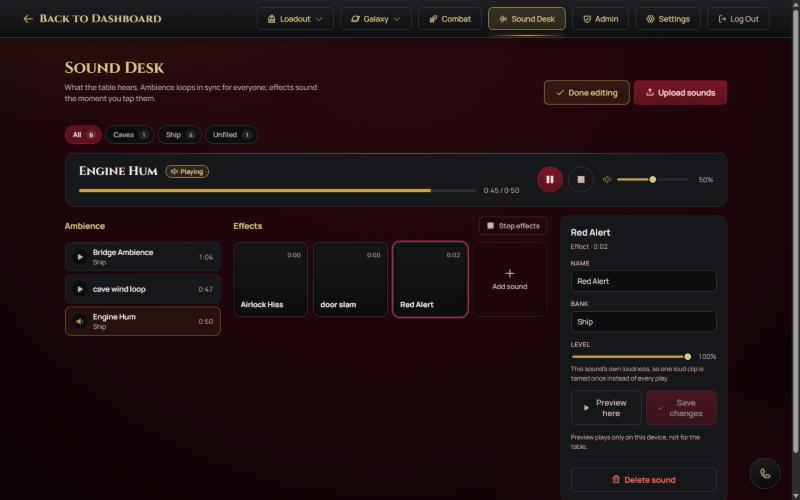 Back to Dashboard
Loadout
Galaxy
Combat
Sound Desk
Admin
Settings
Log Out
Sound Desk
What the table hears. Ambience loops in sync for everyone; effects sound
the moment you tap them.
Done editing
Upload sounds
All 6
Caves 1
Ship 4
Unfiled 1
Engine Hum
Playing
0:45 / 0:50
50%
Ambience
Bridge Ambience
Ship
1:04
cave wind loop
0:47
Engine Hum
Ship
0:50
Effects
Stop effects
0:00
Airlock Hiss
0:00
door slam
0:02
Red Alert
Add sound
Red Alert
Effect · 0:02
NAME
Red Alert
BANK
Ship
LEVEL
100%
This sound's own loudness, so one loud clip is
tamed once instead of every play.
Preview
here
Save
changes
Preview plays only on this device, not for the
table.
Delete sound